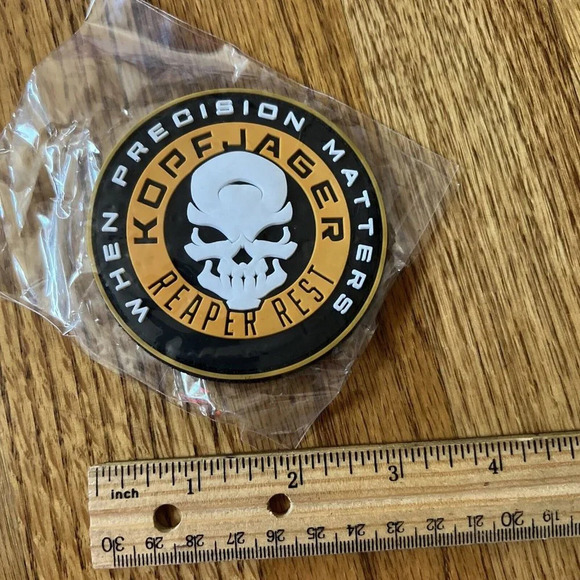 WHEN PRECISION MATTERS
KOPFJAGER
REAPER REST
1 2 3 4
inch
30 29 28 27 26 25 24 23 22 21 20 19